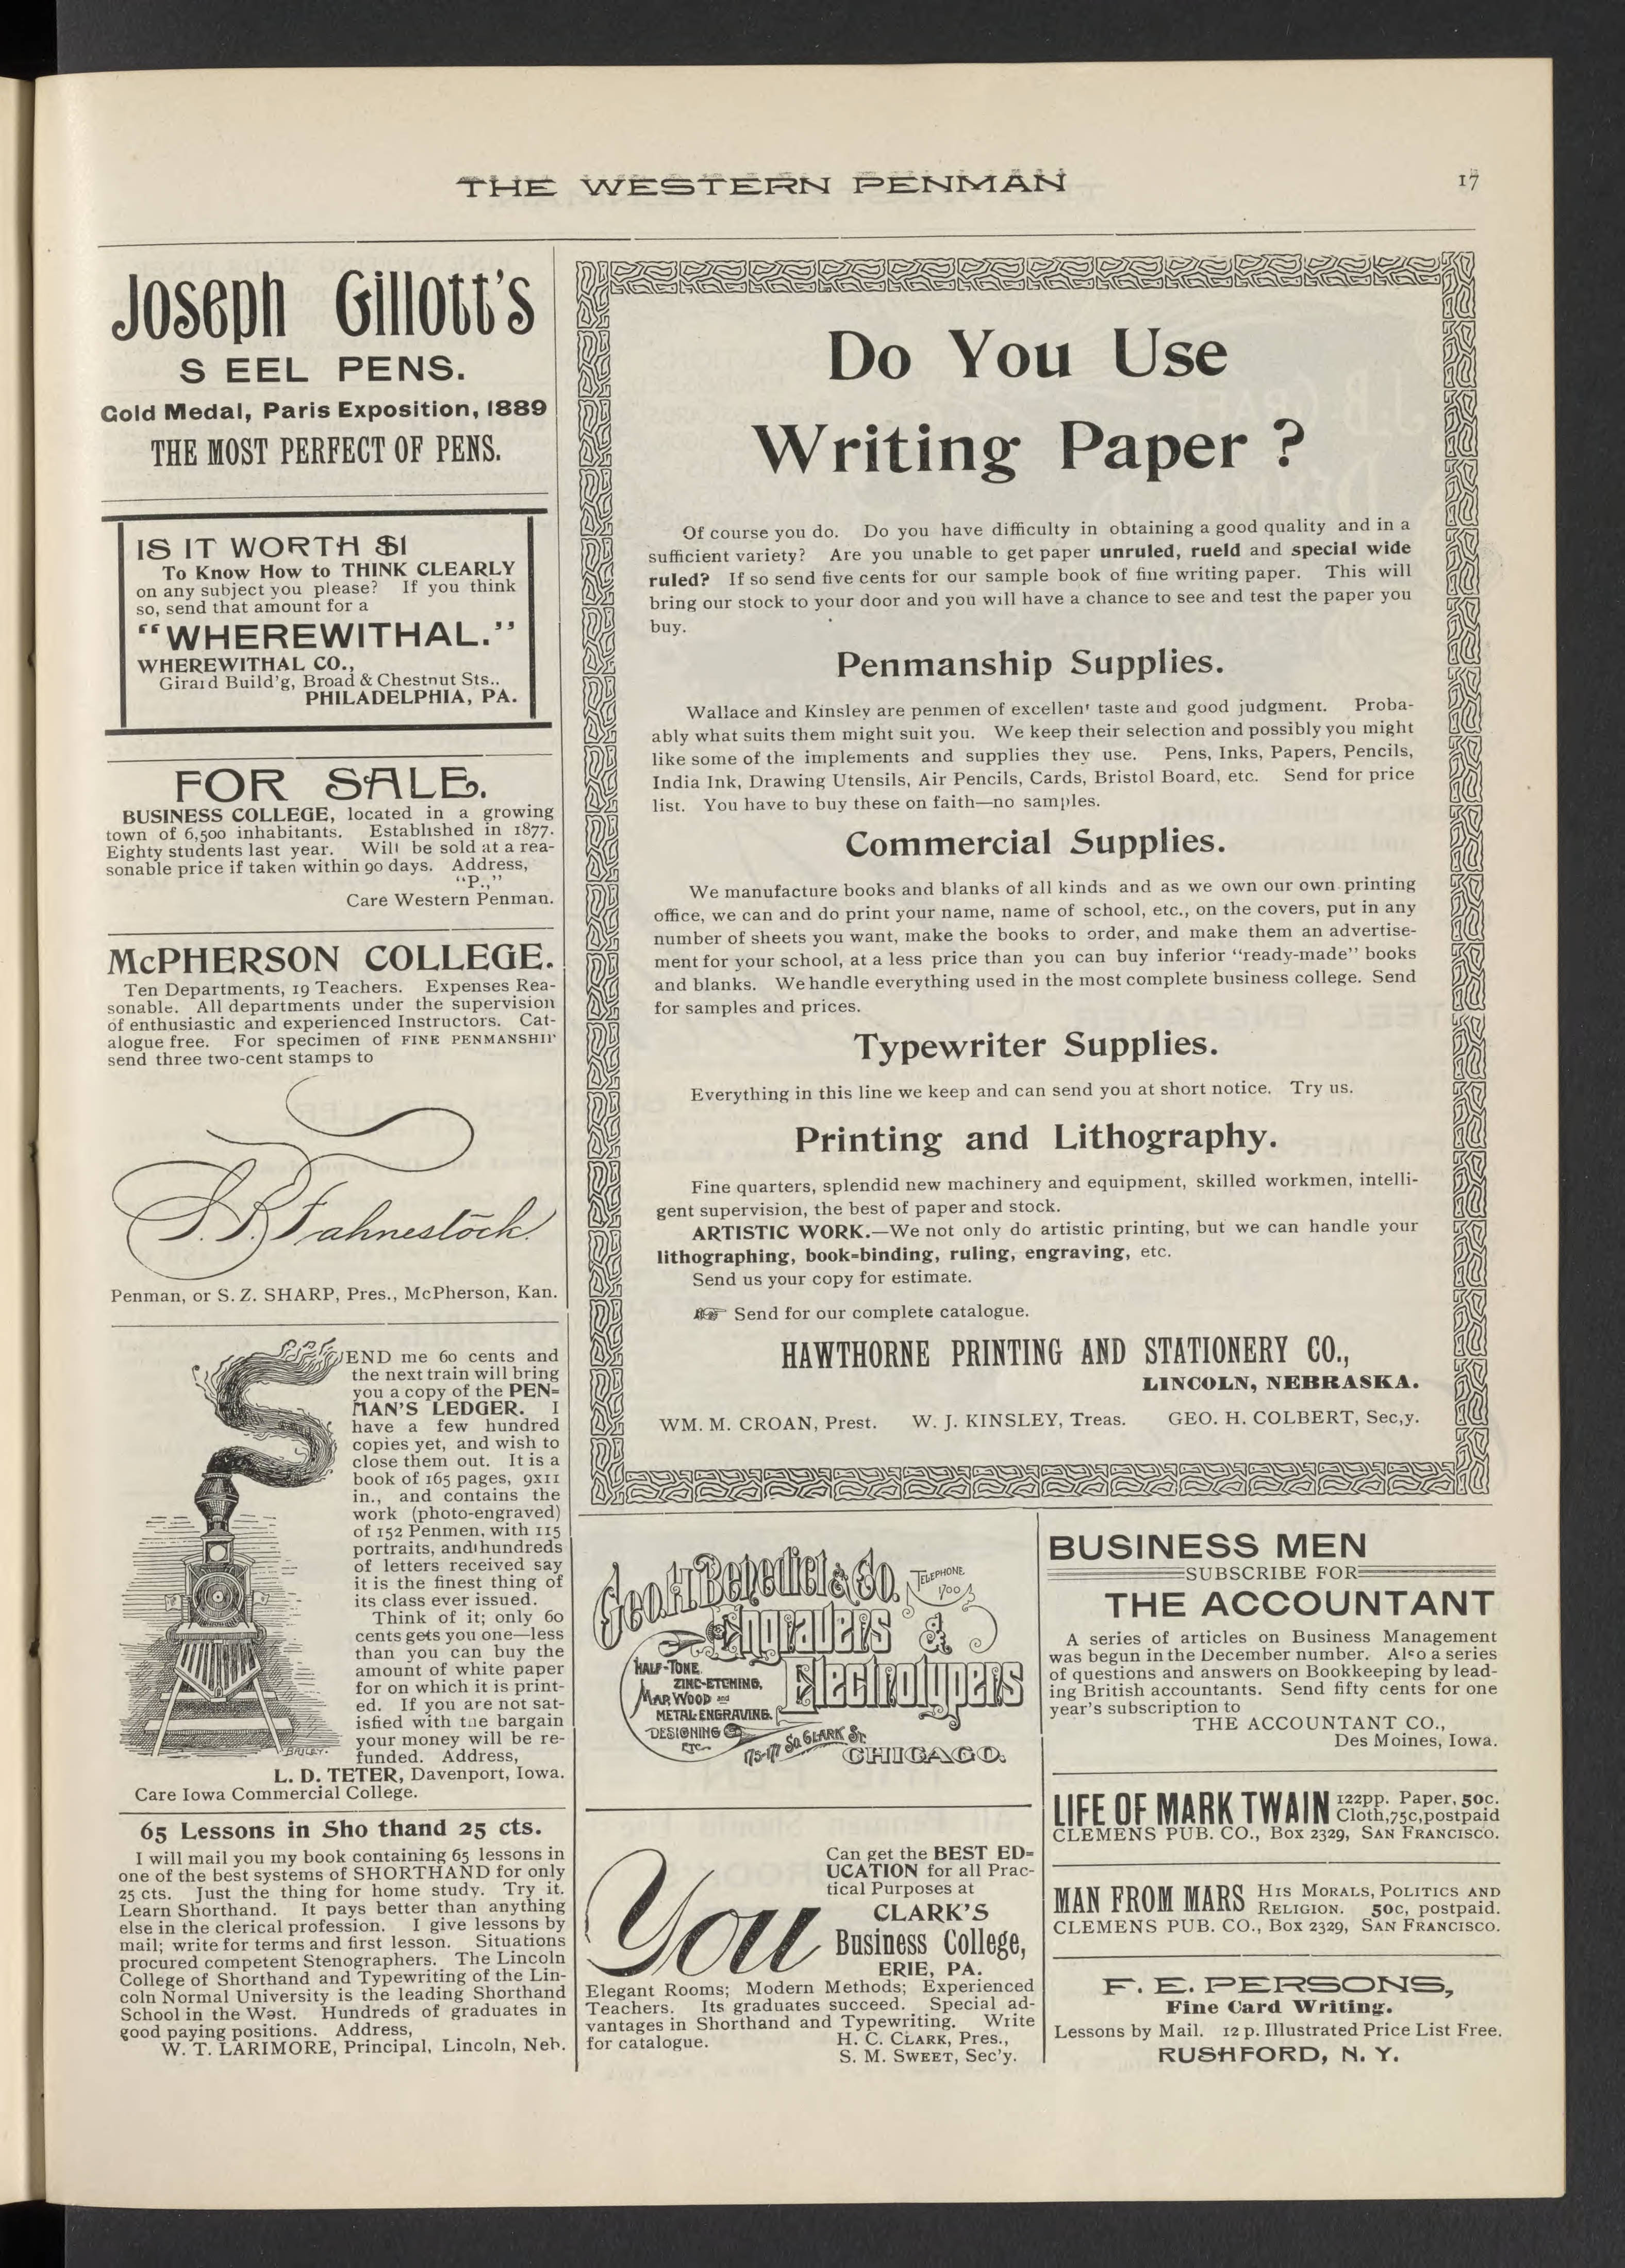 THE WESTERN PENMAN
17
Joseph Gillott's
S EEL PENS.
Gold Medal, Paris Exposition, 1889
THE MOST PERFECT OF PENS.
IS IT WORTH $1
To Know How to THINK CLEARLY
on any subject you please? If you think
so, send that amount for a
"WHEREWITHAL."
WHEREWITHAL CO.,
Girard Build'g, Broad & Chestnut Sts..
PHILADELPHIA, PA.
FOR SALE.
BUSINESS COLLEGE, located in a growing
town of 6,500 inhabitants. Established in 1877.
Eighty students last year. Will be sold at a rea-
sonable price if taken within 90 days. Address,
"P.,"
Care Western Penman.
McPHERSON COLLEGE.
Ten Departments, 19 Teachers. Expenses Rea-
sonable. All departments under the supervision
of enthusiastic and experienced Instructors. Cat-
alogue free. For specimen of FINE PENMANSHIP
send three two-cent stamps to
S. B. Fahnestock
Penman, or S. Z. SHARP, Pres., McPherson, Kan.
SEND me 60 cents and
the next train will bring
you a copy of the PEN-
MAN'S LEDGER. I
have a few hundred
copies yet, and wish to
close them out. It is a
book of 165 pages, 9x11
in., and contains the
work (photo-engraved)
of 152 Penmen, with 115
portraits, and hundreds
of letters received say
it is the finest thing of
its class ever issued.
Think of it; only 60
cents gets you one—less
than you can buy the
amount of white paper
for on which it is print-
ed. If you are not sat-
isfied with the bargain
your money will be re-
funded. Address,
L. D. TETER, Davenport, Iowa.
Care Iowa Commercial College.
65 Lessons in Sho thand 25 cts.
I will mail you my book containing 65 lessons in
one of the best systems of SHORTHAND for only
25 cts. Just the thing for home study. Try it.
Learn Shorthand. It pays better than anything
else in the clerical profession. I give lessons by
mail; write for terms and first lesson. Situations
procured competent Stenographers. The Lincoln
College of Shorthand and Typewriting of the Lin-
coln Normal University is the leading Shorthand
School in the West. Hundreds of graduates in
good paying positions. Address,
W. T. LARIMORE, Principal, Lincoln, Neb.
Do You Use
Writing Paper ?
Of course you do. Do you have difficulty in obtaining a good quality and in a
sufficient variety? Are you unable to get paper unruled, rueld and special wide
ruled? If so send five cents for our sample book of fine writing paper. This will
bring our stock to your door and you will have a chance to see and test the paper you
buy.
Penmanship Supplies.
Wallace and Kinsley are penmen of excellent taste and good judgment. Proba-
ably what suits them might suit you. We keep their selection and possibly you might
like some of the implements and supplies they use. Pens, Inks, Papers, Pencils,
India Ink, Drawing Utensils, Air Pencils, Cards, Bristol Board, etc. Send for price
list. You have to buy these on faith—no samples.
Commercial Supplies.
We manufacture books and blanks of all kinds and as we own our own printing
office, we can and do print your name, name of school, etc., on the covers, put in any
number of sheets you want, make the books to order, and make them an advertise-
ment for your school, at a less price than you can buy inferior "ready-made" books
and blanks. We handle everything used in the most complete business college. Send
for samples and prices.
Typewriter Supplies.
Everything in this line we keep and can send you at short notice. Try us.
Printing and Lithography.
Fine quarters, splendid new machinery and equipment, skilled workmen, intelli-
gent supervision, the best of paper and stock.
ARTISTIC WORK.—We not only do artistic printing, but we can handle your
lithographing, book-binding, ruling, engraving, etc.
Send us your copy for estimate.
☞ Send for our complete catalogue.
HAWTHORNE PRINTING AND STATIONERY CO.,
LINCOLN, NEBRASKA.
WM. M. CROAN, Prest. W. J. KINSLEY, Treas. GEO. H. COLBERT, Sec,y.
Geo. H. Benedict & Co.
TELEPHONE
1700
Engravers &
Electrotypers
HALF-TONE,
ZINC-ETCHING,
MAP, WOOD and
METAL ENGRAVING.
DESIGNING
ETC.
175-177 So. CLARK ST.
CHICAGO.
You
Can get the BEST ED-
UCATION for all Prac-
tical Purposes at
CLARK'S
Business College,
ERIE, PA.
Elegant Rooms; Modern Methods; Experienced
Teachers. Its graduates succeed. Special ad-
vantages in Shorthand and Typewriting. Write
for catalogue. H. C. CLARK, Pres.,
S. M. SWEET, Sec'y.
BUSINESS MEN
SUBSCRIBE FOR
THE ACCOUNTANT
A series of articles on Business Management
was begun in the December number. Also a series
of questions and answers on Bookkeeping by lead-
ing British accountants. Send fifty cents for one
year's subscription to
THE ACCOUNTANT CO.,
Des Moines, Iowa.
LIFE OF MARK TWAIN 122pp. Paper, 50c.
Cloth,75c,postpaid
CLEMENS PUB. CO., Box 2329, SAN FRANCISCO.
MAN FROM MARS HIS MORALS, POLITICS AND
RELIGION. 50c, postpaid.
CLEMENS PUB. CO., Box 2329, SAN FRANCISCO.
F. E. PERSONS,
Fine Card Writing.
Lessons by Mail. 12 p. Illustrated Price List Free.
RUSHFORD, N. Y.